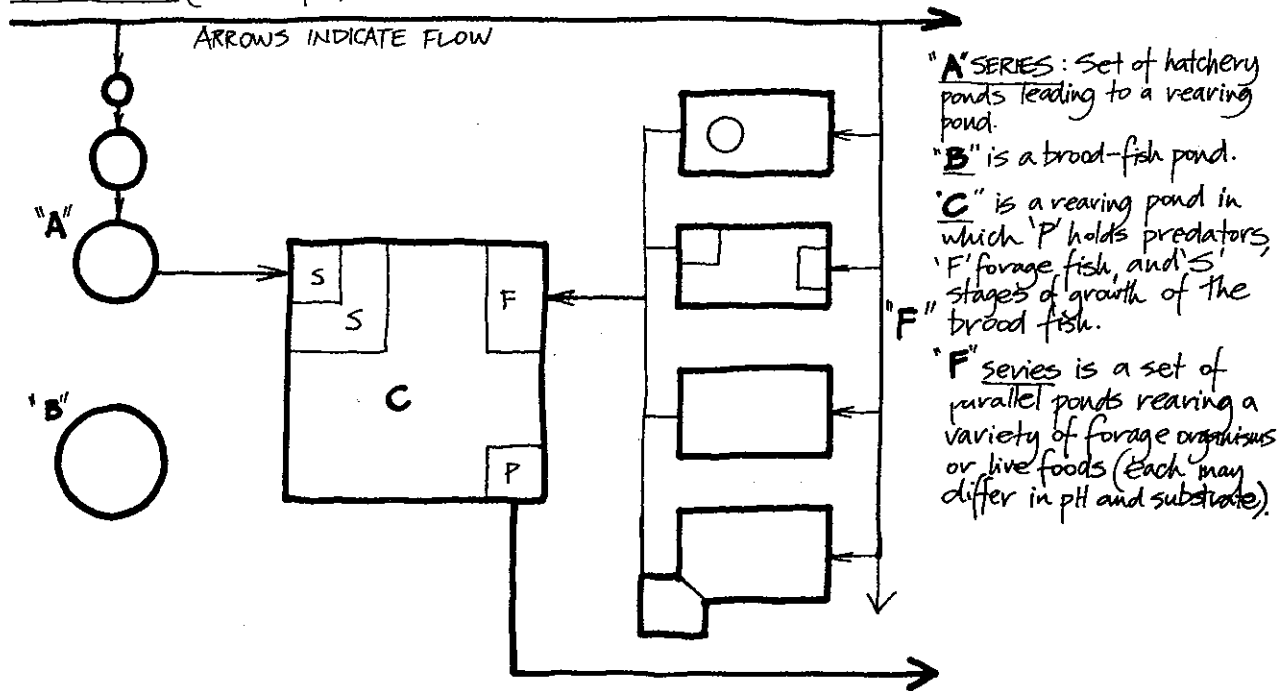 ARROWS INDICATE FLOW
"A" SERIES: Set of hatchery
ponds leading to a rearing
pond.
"B" is a brood-fish pond.
"C" is a rearing pond in
which 'P' holds predators,
'F' forage fish, and 'S'
stages of growth of the
brood fish.
"F" series is a set of
parallel ponds rearing a
variety of forage organisms
or live foods (each may
differ in pH and substrate).
"A"
S
S
F
"F"
C
"B"
P